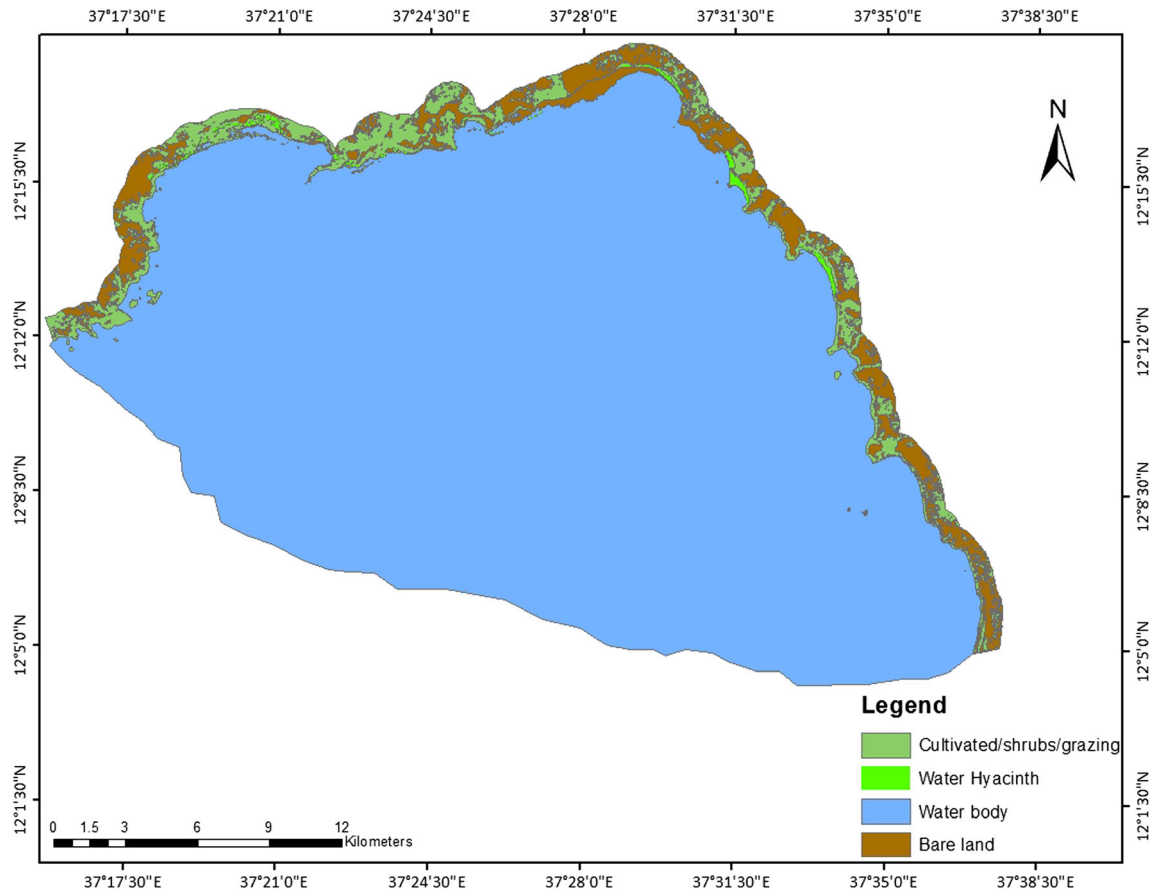 37°17'30"E 37°21'0"E 37°24'30"E 37°28'0"E 37°31'30"E 37°35'0"E 37°38'30"E
N
12°15'30"N 12°15'30"N
12°12'0"N 12°12'0"N
12°8'30"N 12°8'30"N
12°5'0"N 12°5'0"N
Legend
Cultivated/shrubs/grazing
Water Hyacinth
12°1'30"N 12°1'30"N
Water body
0 1.5 3 6 9 12
Kilometers
Bare land
37°17'30"E 37°21'0"E 37°24'30"E 37°28'0"E 37°31'30"E 37°35'0"E 37°38'30"E